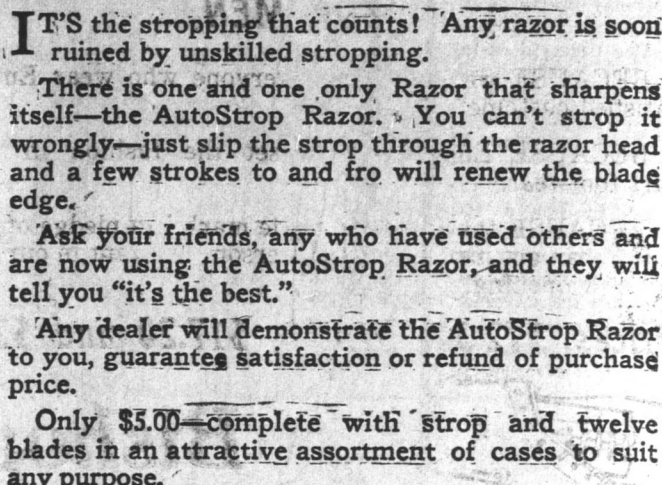 IT'S the stropping that counts! Any razor is soon
ruined by unskilled stropping.
There is one and one only Razor that sharpens
itself—the AutoStrop Razor. You can't strop it
wrongly—just slip the strop through the razor head
and a few strokes to and fro will renew the blade
edge.
Ask your friends, any who have used others and
are now using the AutoStrop Razor, and they will
tell you "it's the best."
Any dealer will demonstrate the AutoStrop Razor
to you, guarantee satisfaction or refund of purchase
price.
Only $5.00—complete with strop and twelve
blades in an attractive assortment of cases to suit
any purpose.